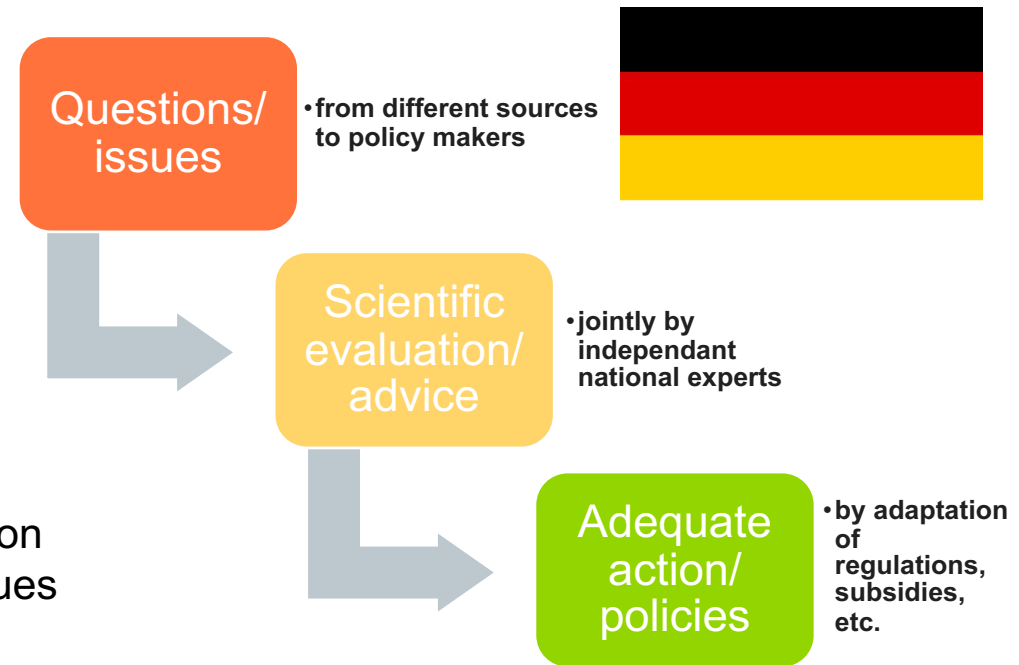 Questions/
issues
•from different sources
to policy makers
Scientific
evaluation/
advice
•jointly by
independant
national experts
Adequate
action/
policies
•by adaptation
of
regulations,
subsidies,
etc.